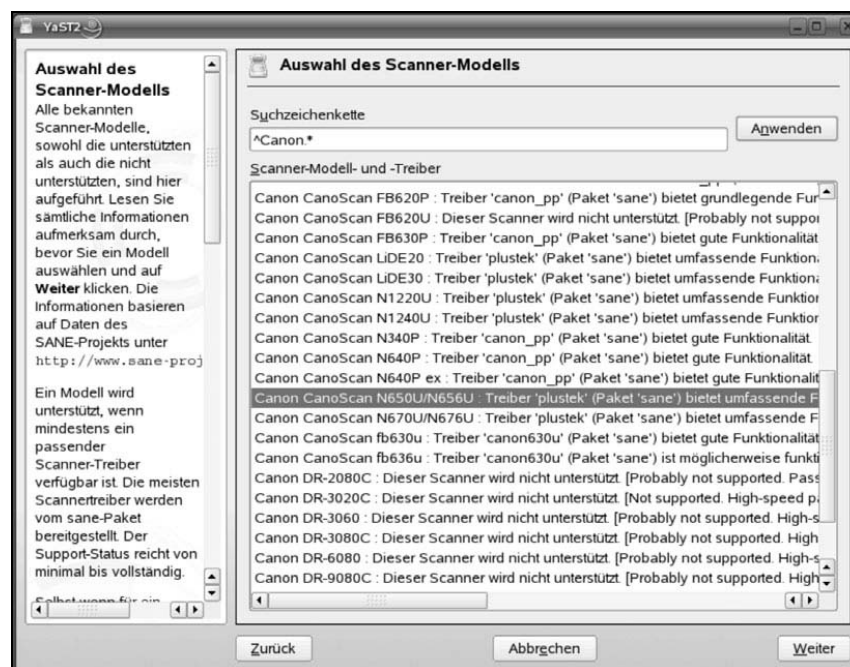 YaST2
Auswahl des
Scanner-Modells
Alle bekannten
Scanner-Modelle,
sowohl die unterstützten
als auch die nicht
unterstützten, sind hier
aufgeführt. Lesen Sie
sämtliche Informationen
aufmerksam durch,
bevor Sie ein Modell
auswählen und auf
Weiter klicken. Die
Informationen basieren
auf Daten des
SANE-Projekts unter
http://www.sane-proj
Ein Modell wird
unterstützt, wenn
mindestens ein
passender
Scanner-Treiber
verfügbar ist. Die meisten
Scannertreiber werden
vom sane-Paket
bereitgestellt. Der
Support-Status reicht von
minimal bis vollständig.
Selbst wenn für ein
Auswahl des Scanner-Modells
Suchzeichenkette
^Canon.*
Anwenden
Scanner-Modell- und -Treiber
Canon CanoScan FB620P : Treiber 'canon_pp' (Paket 'sane') bietet grundlegende Fur
Canon CanoScan FB620U : Dieser Scanner wird nicht unterstützt. [Probably not suppor
Canon CanoScan FB630P : Treiber 'canon_pp' (Paket 'sane') bietet gute Funktionalität
Canon CanoScan LiDE20 : Treiber 'plustek' (Paket 'sane') bietet umfassende Funktion
Canon CanoScan LiDE30 : Treiber 'plustek' (Paket 'sane') bietet umfassende Funktion
Canon CanoScan N1220U : Treiber 'plustek' (Paket 'sane') bietet umfassende Funktior
Canon CanoScan N1240U : Treiber 'plustek' (Paket 'sane') bietet umfassende Funktior
Canon CanoScan N340P : Treiber 'canon_pp' (Paket 'sane') bietet gute Funktionalität.
Canon CanoScan N640P : Treiber 'canon_pp' (Paket 'sane') bietet gute Funktionalität.
Canon CanoScan N640P ex : Treiber 'canon_pp' (Paket 'sane') bietet gute Funktionalit
Canon CanoScan N650U/N656U : Treiber 'plustek' (Paket 'sane') bietet umfassende F
Canon CanoScan N670U/N676U : Treiber 'plustek' (Paket 'sane') bietet umfassende F
Canon CanoScan fb630u : Treiber 'canon630u' (Paket 'sane') bietet gute Funktionalität
Canon CanoScan fb636u : Treiber 'canon630u' (Paket 'sane') ist möglicherweise funkti
Canon DR-2080C : Dieser Scanner wird nicht unterstützt. [Probably not supported. Pass
Canon DR-3020C : Dieser Scanner wird nicht unterstützt. [Not supported. High-speed p
Canon DR-3060 : Dieser Scanner wird nicht unterstützt. [Probably not supported. High-s
Canon DR-3080C : Dieser Scanner wird nicht unterstützt. [Probably not supported. High
Canon DR-6080 : Dieser Scanner wird nicht unterstützt. [Probably not supported. High-s
Canon DR-9080C : Dieser Scanner wird nicht unterstützt. [Probably not supported. High
Zurück
Abbrechen
Weiter